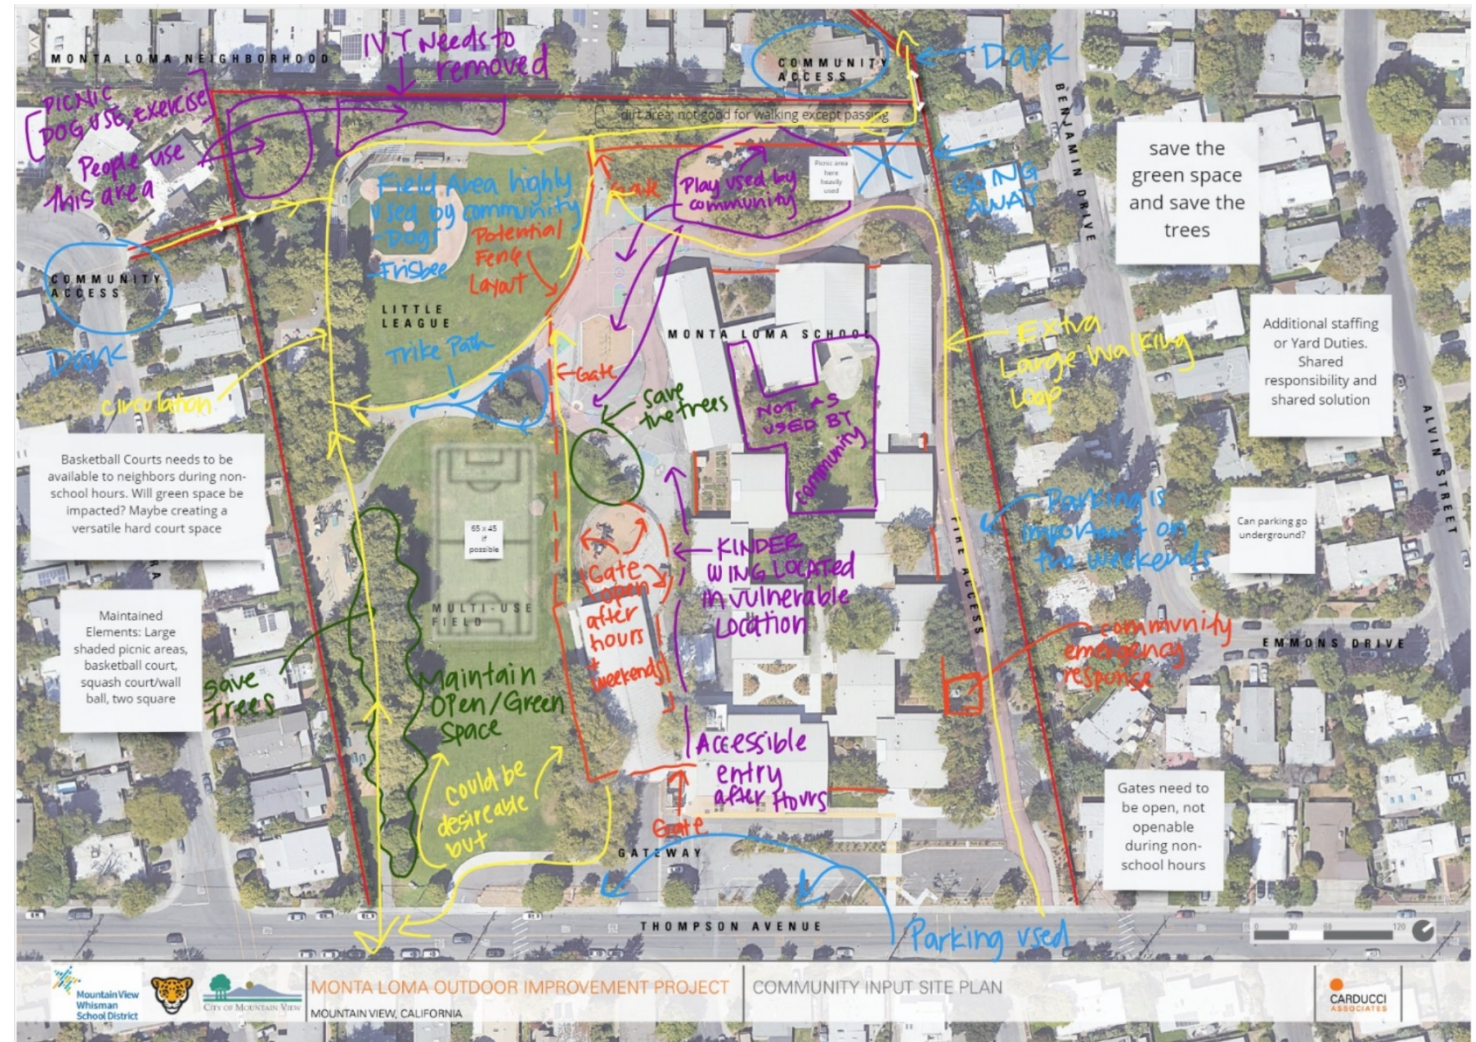 MONTA LOMA NEIGHBORHOOD
IVY Needs to
removed
COMMUNITY
ACCESS
Dark
PICNIC
DOG USE, Exercise
People use
this area
dirt area; not good for walking except passing
Play used by
community
Picnic area
here
heavily
used
GOING
AWAY
BENJAMIN DRIVE
save the
green space
and save the
trees
Field Area highly
used by community
- Dogs
- Frisbee
Gate
Potential
Fence
Layout
COMMUNITY
ACCESS
Dark
LITTLE
LEAGUE
Trike Path
Gate
MONTA LOMA SCHOOL
Extra
Large Walking
Loop
Additional staffing
or Yard Duties.
Shared
responsibility and
shared solution
ALVIN STREET
circulation
save
the trees
NOT AS
USED BY
community
Basketball Courts needs to be
available to neighbors during non-
school hours. Will green space be
impacted? Maybe creating a
versatile hard court space
65 x 45
if
possible
Parking is
important on
the weekends
Can parking go
underground?
FIRE ACCESS
KINDER
WING LOCATED
in vulnerable
Location
Gate
open
after
hours
+
weekends
MULTI-USE
FIELD
Maintained
Elements: Large
shaded picnic areas,
basketball court,
squash court/wall
ball, two square
community
emergency
response
EMMONS DRIVE
save
trees
Maintain
Open/Green
Space
Accessible
entry
after Hours
could be
desireable
but
Gate
Gates need to
be open, not
openable
during non-
school hours
GATEWAY
THOMPSON AVENUE
Parking used
0 30 60 120
Mountain View
Whisman
School District
CITY OF MOUNTAIN VIEW
MONTA LOMA OUTDOOR IMPROVEMENT PROJECT
COMMUNITY INPUT SITE PLAN
MOUNTAIN VIEW, CALIFORNIA
CARDUCCI
ASSOCIATES